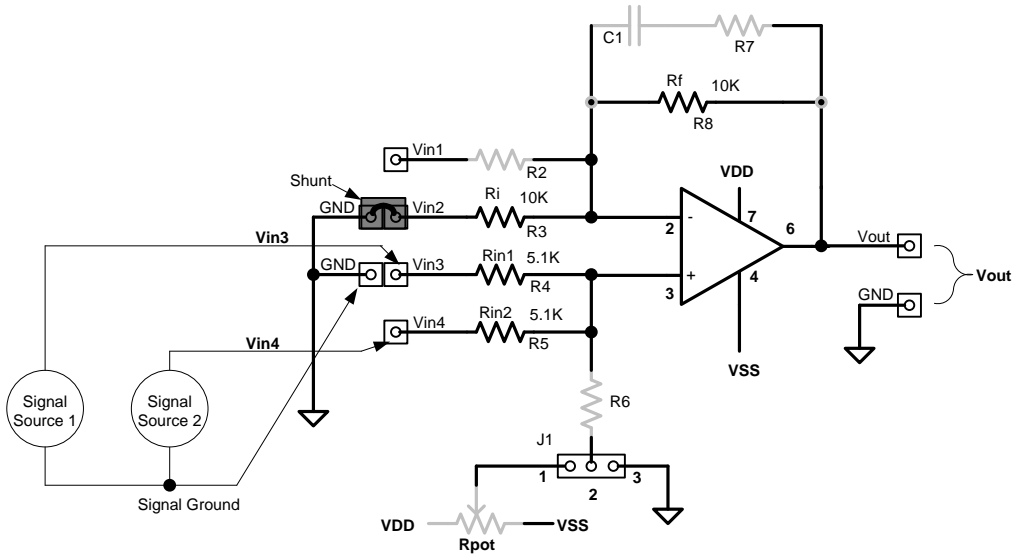 C1
R7
Rf 10K
R8
Vin1
R2
VDD
Shunt
GND Vin2
Ri 10K
R3
2
-
7
6
Vin3
GND Vin3
Rin1 5.1K
R4
3
+
4
Vout
GND
Vout
Vin4
Vin4
Rin2 5.1K
R5
VSS
Signal
Source 1
Signal
Source 2
R6
J1
1
2
3
Signal Ground
VDD
VSS
Rpot